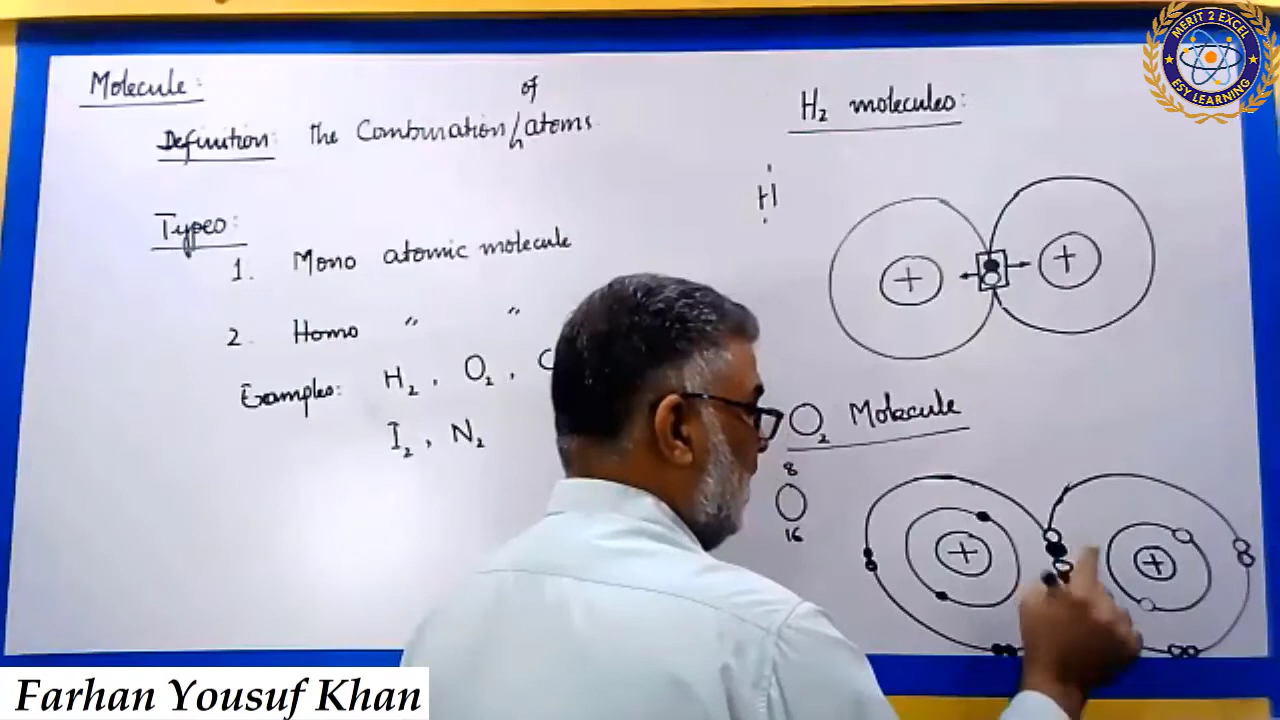 Molecule:
Definition: The Combination of atoms.
Types:
1. Mono atomic molecule
2. Homo " "
Examples: H2, O2,
I2, N2
H2 molecules:
H
+ +
O2 Molecule
8
O
16
+ +
MERIT 2 EXCEL
ESY LEARNING
Farhan Yousuf Khan